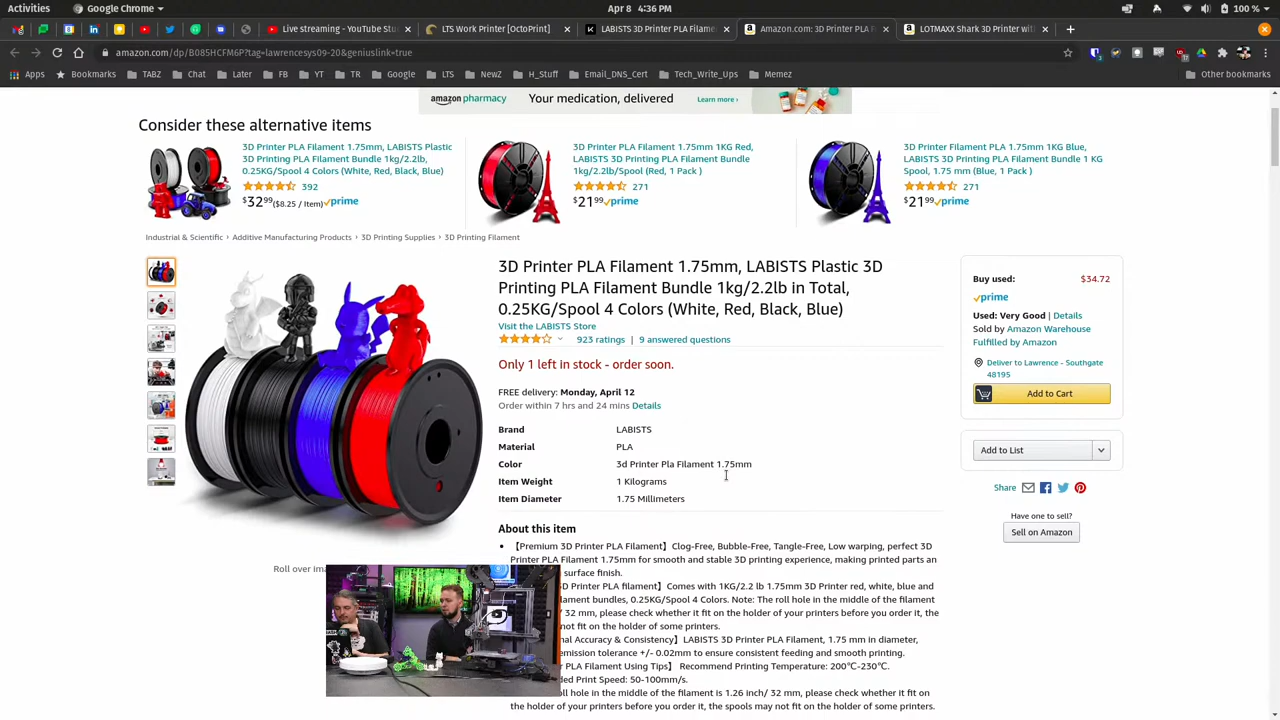 Activities
Google Chrome
Apr 8 4:36 PM
100 %
Live streaming - YouTube Stu
LTS Work Printer [OctoPrint]
LABISTS 3D Printer PLA Filame
Amazon.com: 3D Printer PLA F
LOTMAXX Shark 3D Printer wit
amazon.com/dp/B085HCFM6P?tag=lawrencesys09-20&geniuslink=true
Apps
Bookmarks
TABZ
Chat
Later
FB
YT
TR
Google
LTS
NewZ
H_Stuff
Email_DNS_Cert
Tech_Write_Ups
Memez
Other bookmarks
amazon pharmacy
Your medication, delivered
Learn more ›
Consider these alternative items
3D Printer PLA Filament 1.75mm, LABISTS Plastic
3D Printing PLA Filament Bundle 1kg/2.2lb,
0.25KG/Spool 4 Colors (White, Red, Black, Blue)
392
$32.99 ($8.25 / Item) prime
3D Printer PLA Filament 1.75mm 1KG Red,
LABISTS 3D Printing PLA Filament Bundle
1kg/2.2lb/Spool (Red, 1 Pack )
271
$21.99 prime
3D Printer Filament PLA 1.75mm 1KG Blue,
LABISTS 3D Printing PLA Filament Bundle 1 KG
Spool, 1.75 mm (Blue, 1 Pack )
271
$21.99 prime
Industrial & Scientific › Additive Manufacturing Products › 3D Printing Supplies › 3D Printing Filament
3D Printer PLA Filament 1.75mm, LABISTS Plastic 3D
Printing PLA Filament Bundle 1kg/2.2lb in Total,
0.25KG/Spool 4 Colors (White, Red, Black, Blue)
Visit the LABISTS Store
923 ratings | 9 answered questions
Only 1 left in stock - order soon.
FREE delivery: Monday, April 12
Order within 7 hrs and 24 mins Details
Brand LABISTS
Material PLA
Color 3d Printer Pla Filament 1.75mm
Item Weight 1 Kilograms
Item Diameter 1.75 Millimeters
About this item
• 【Premium 3D Printer PLA Filament】Clog-Free, Bubble-Free, Tangle-Free, Low warping, perfect 3D
Printer PLA Filament 1.75mm for smooth and stable 3D printing experience, making printed parts an
surface finish.
D Printer PLA filament】Comes with 1KG/2.2 lb 1.75mm 3D Printer red, white, blue and
lament bundles, 0.25KG/Spool 4 Colors. Note: The roll hole in the middle of the filament
/ 32 mm, please check whether it fit on the holder of your printers before you order it, the
not fit on the holder of some printers.
nal Accuracy & Consistency】LABISTS 3D Printer PLA Filament, 1.75 mm in diameter,
emission tolerance +/- 0.02mm to ensure consistent feeding and smooth printing.
r PLA Filament Using Tips】 Recommend Printing Temperature: 200℃-230℃.
ded Print Speed: 50-100mm/s.
oll hole in the middle of the filament is 1.26 inch/ 32 mm, please check whether it fit on
the holder of your printers before you order it, the spools may not fit on the holder of some printers.
Roll over im
Buy used: $34.72
prime
Used: Very Good | Details
Sold by Amazon Warehouse
Fulfilled by Amazon
Deliver to Lawrence - Southgate
48195
Add to Cart
Add to List
Share
Have one to sell?
Sell on Amazon